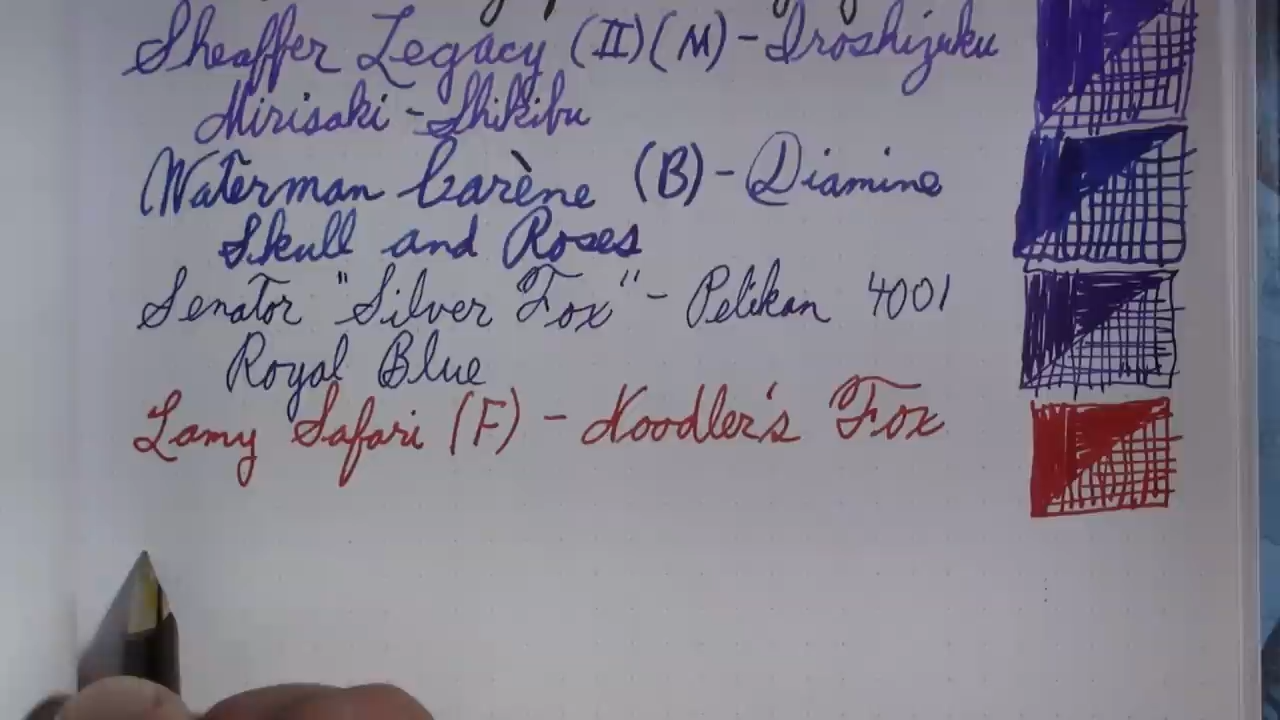 Sheaffer Legacy (II) (M) - Iroshizuku
Mirisaki - Shikibu
Waterman Carène (B) - Diamine
Skull and Roses
Senator "Silver Fox" - Pelikan 4001
Royal Blue
Lamy Safari (F) - Noodler's Fox